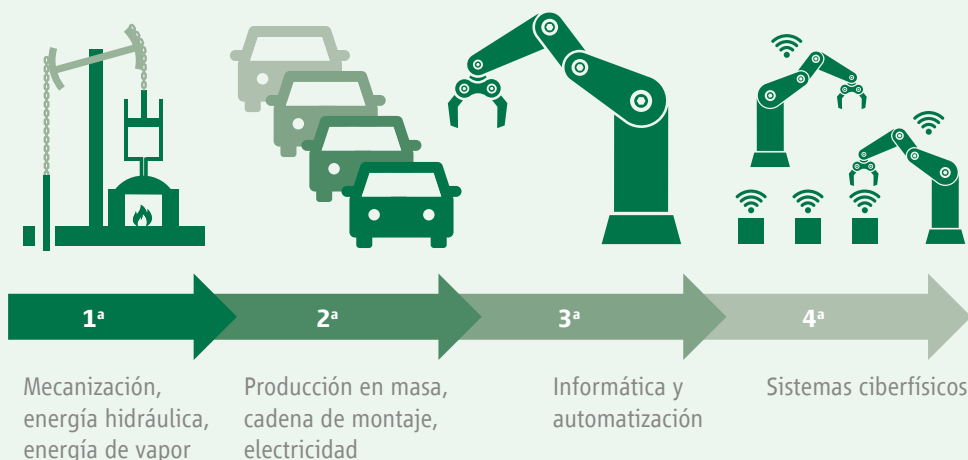 1ª
2ª
3ª
4ª
Mecanización,
energía hidráulica,
energía de vapor
Producción en masa,
cadena de montaje,
electricidad
Informática y
automatización
Sistemas ciberfísicos